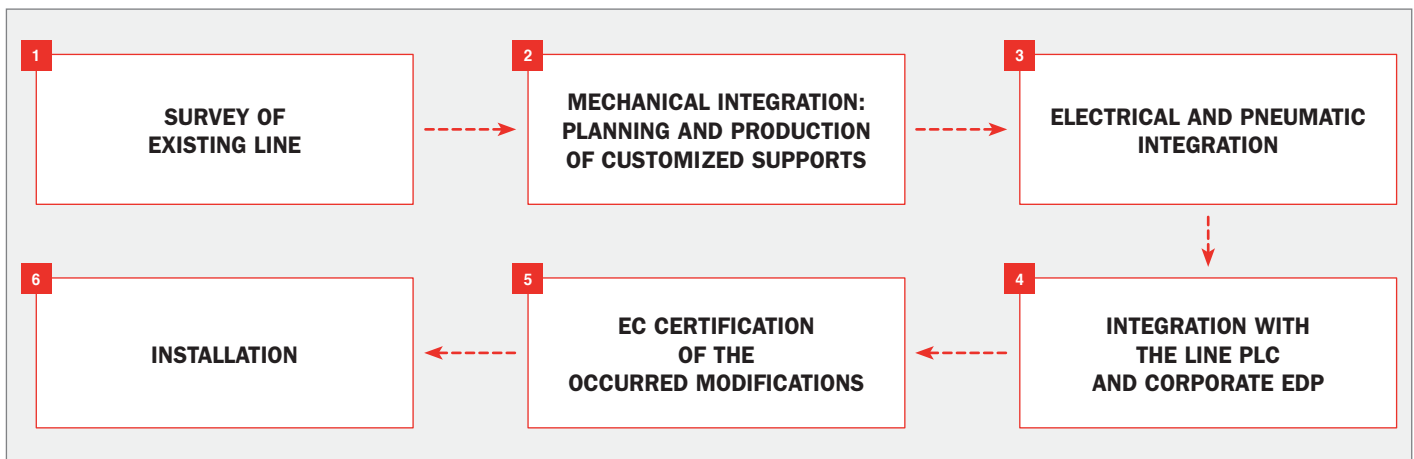 1
SURVEY OF
EXISTING LINE
2
MECHANICAL INTEGRATION:
PLANNING AND PRODUCTION
OF CUSTOMIZED SUPPORTS
3
ELECTRICAL AND PNEUMATIC
INTEGRATION
4
INTEGRATION WITH
THE LINE PLC
AND CORPORATE EDP
5
EC CERTIFICATION
OF THE
OCCURRED MODIFICATIONS
6
INSTALLATION